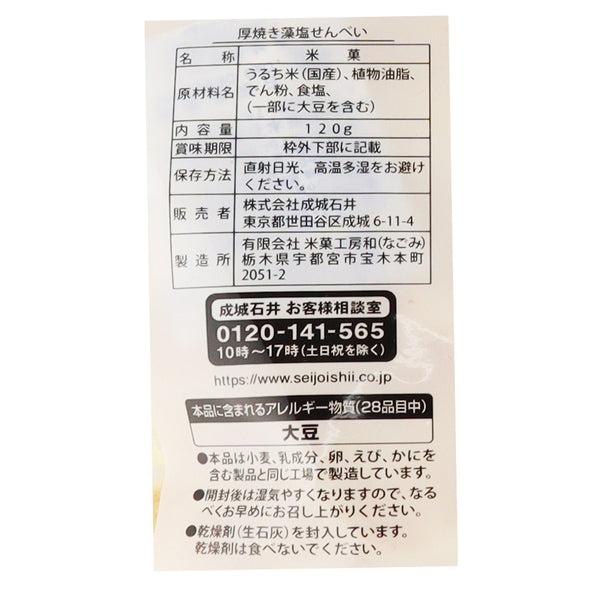 厚焼き藻塩せんべい
名称 米菓
原材料名 うるち米(国産)、植物油脂、
でん粉、食塩、
(一部に大豆を含む)
内容量 120g
賞味期限 枠外下部に記載
保存方法 直射日光、高温多湿をお避け
ください。
販売者 株式会社成城石井
東京都世田谷区成城6-11-4
製造所 有限会社 米菓工房和(なごみ)
栃木県宇都宮市宝木本町
2051-2
成城石井 お客様相談室
0120-141-565
10時~17時(土日祝を除く)
https://www.seijoishii.co.jp
本品に含まれるアレルギー物質(28品目中)
大豆
●本品は小麦、乳成分、卵、えび、かにを
含む製品と同じ工場で製造しています。
●開封後は湿気やすくなりますので、なる
べくお早めにお召し上がりください。
●乾燥剤(生石灰)を封入しています。
乾燥剤は食べないでください。